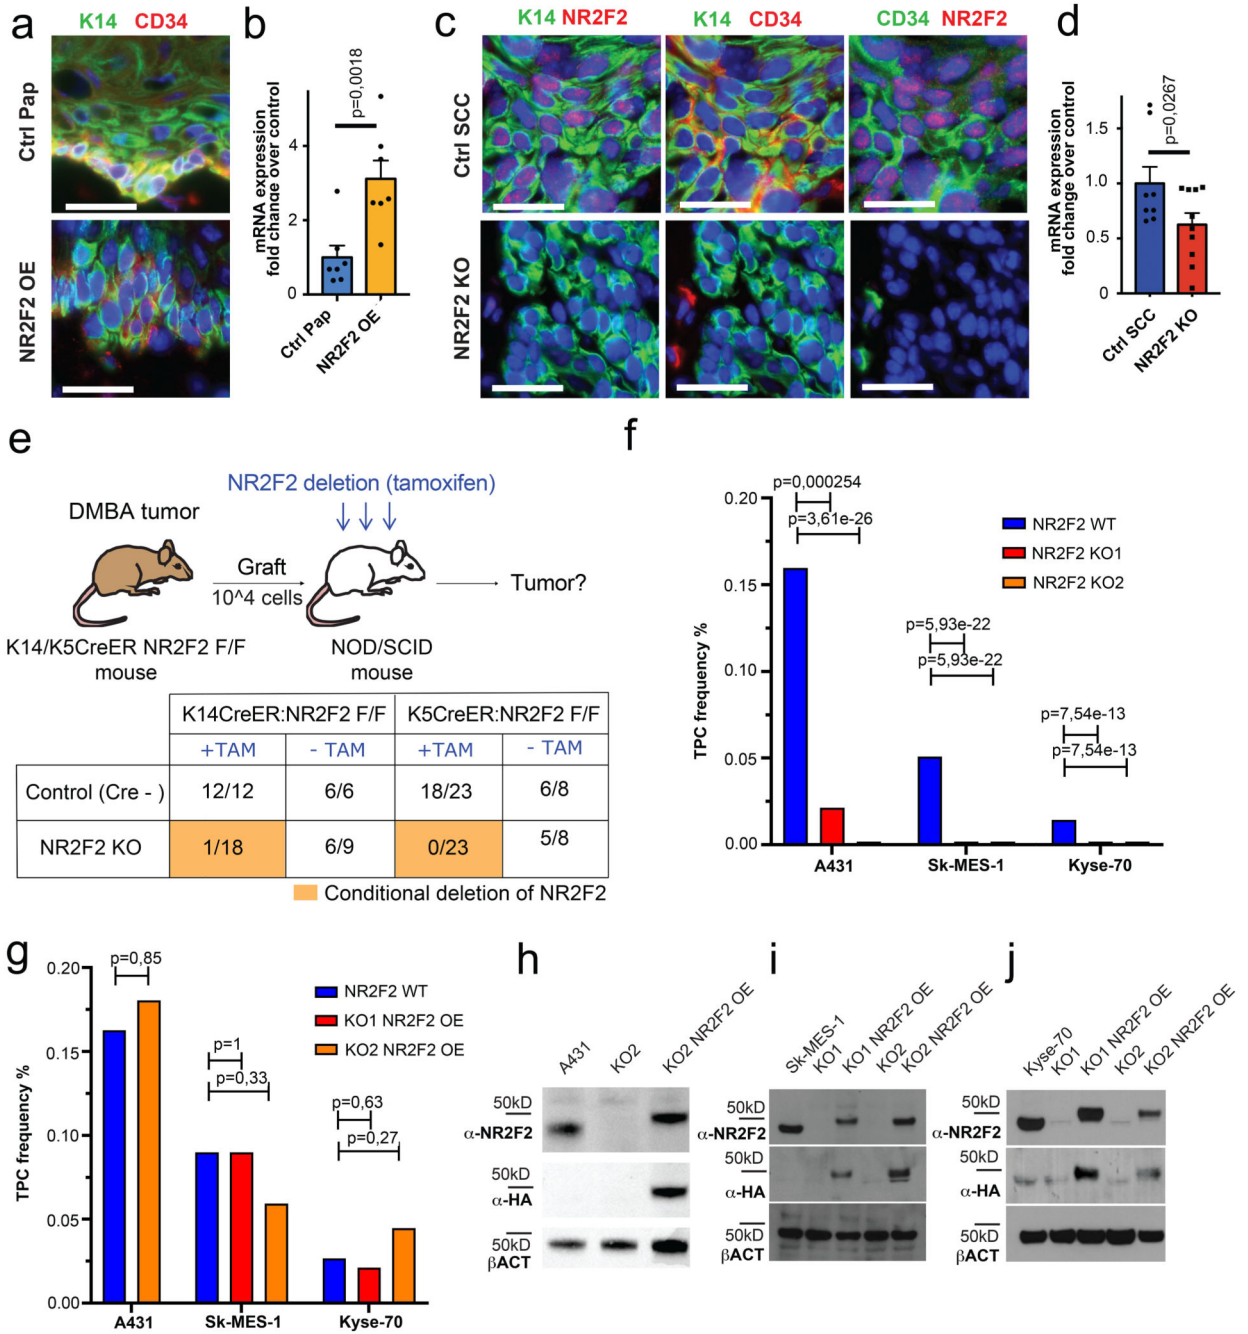 a
K14 CD34
Ctrl Pap
NR2F2 OE
b
mRNA expression
fold change over control
p=0,0018
4
2
0
Ctrl Pap
NR2F2 OE
c
K14 NR2F2
K14 CD34
CD34 NR2F2
Ctrl SCC
NR2F2 KO
d
mRNA expression
fold change over control
p=0,0267
1.5
1.0
0.5
0
Ctrl SCC
NR2F2 KO
e
NR2F2 deletion (tamoxifen)
DMBA tumor
Graft
10^4 cells
Tumor?
K14/K5CreER NR2F2 F/F
mouse
NOD/SCID
mouse
K14CreER:NR2F2 F/F K5CreER:NR2F2 F/F
+TAM - TAM +TAM - TAM
Control (Cre - ) 12/12 6/6 18/23 6/8
NR2F2 KO 1/18 6/9 0/23 5/8
Conditional deletion of NR2F2
f
TPC frequency %
0.20
0.15
0.10
0.05
0.00
p=0,000254
p=3,61e-26
p=5,93e-22
p=5,93e-22
p=7,54e-13
p=7,54e-13
NR2F2 WT
NR2F2 KO1
NR2F2 KO2
A431 Sk-MES-1 Kyse-70
g
TPC frequency %
0.20
0.15
0.10
0.05
0.00
p=0,85
p=1
p=0,33
p=0,63
p=0,27
NR2F2 WT
KO1 NR2F2 OE
KO2 NR2F2 OE
A431 Sk-MES-1 Kyse-70
h
A431
KO2
KO2 NR2F2 OE
50kD
α-NR2F2
50kD
α-HA
50kD
βACT
i
Sk-MES-1
KO1
KO1 NR2F2 OE
KO2
KO2 NR2F2 OE
50kD
α-NR2F2
50kD
α-HA
50kD
βACT
j
Kyse-70
KO1
KO1 NR2F2 OE
KO2
KO2 NR2F2 OE
50kD
α-NR2F2
50kD
α-HA
50kD
βACT